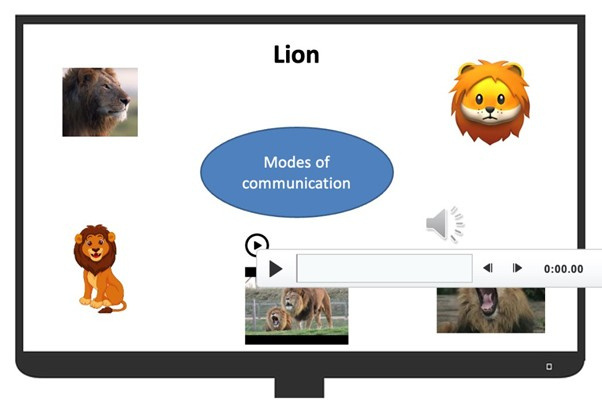 Lion
Modes of
communication
0:00.00